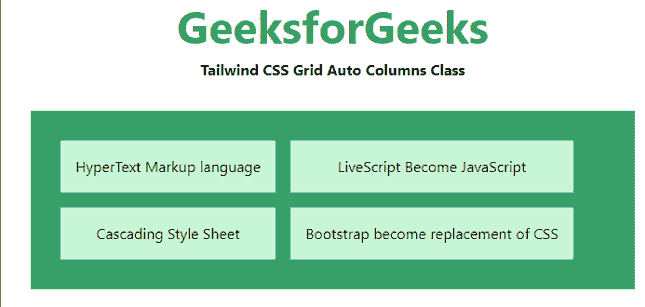 GeeksforGeeks
Tailwind CSS Grid Auto Columns Class
HyperText Markup language
LiveScript Become JavaScript
Cascading Style Sheet
Bootstrap become replacement of CSS